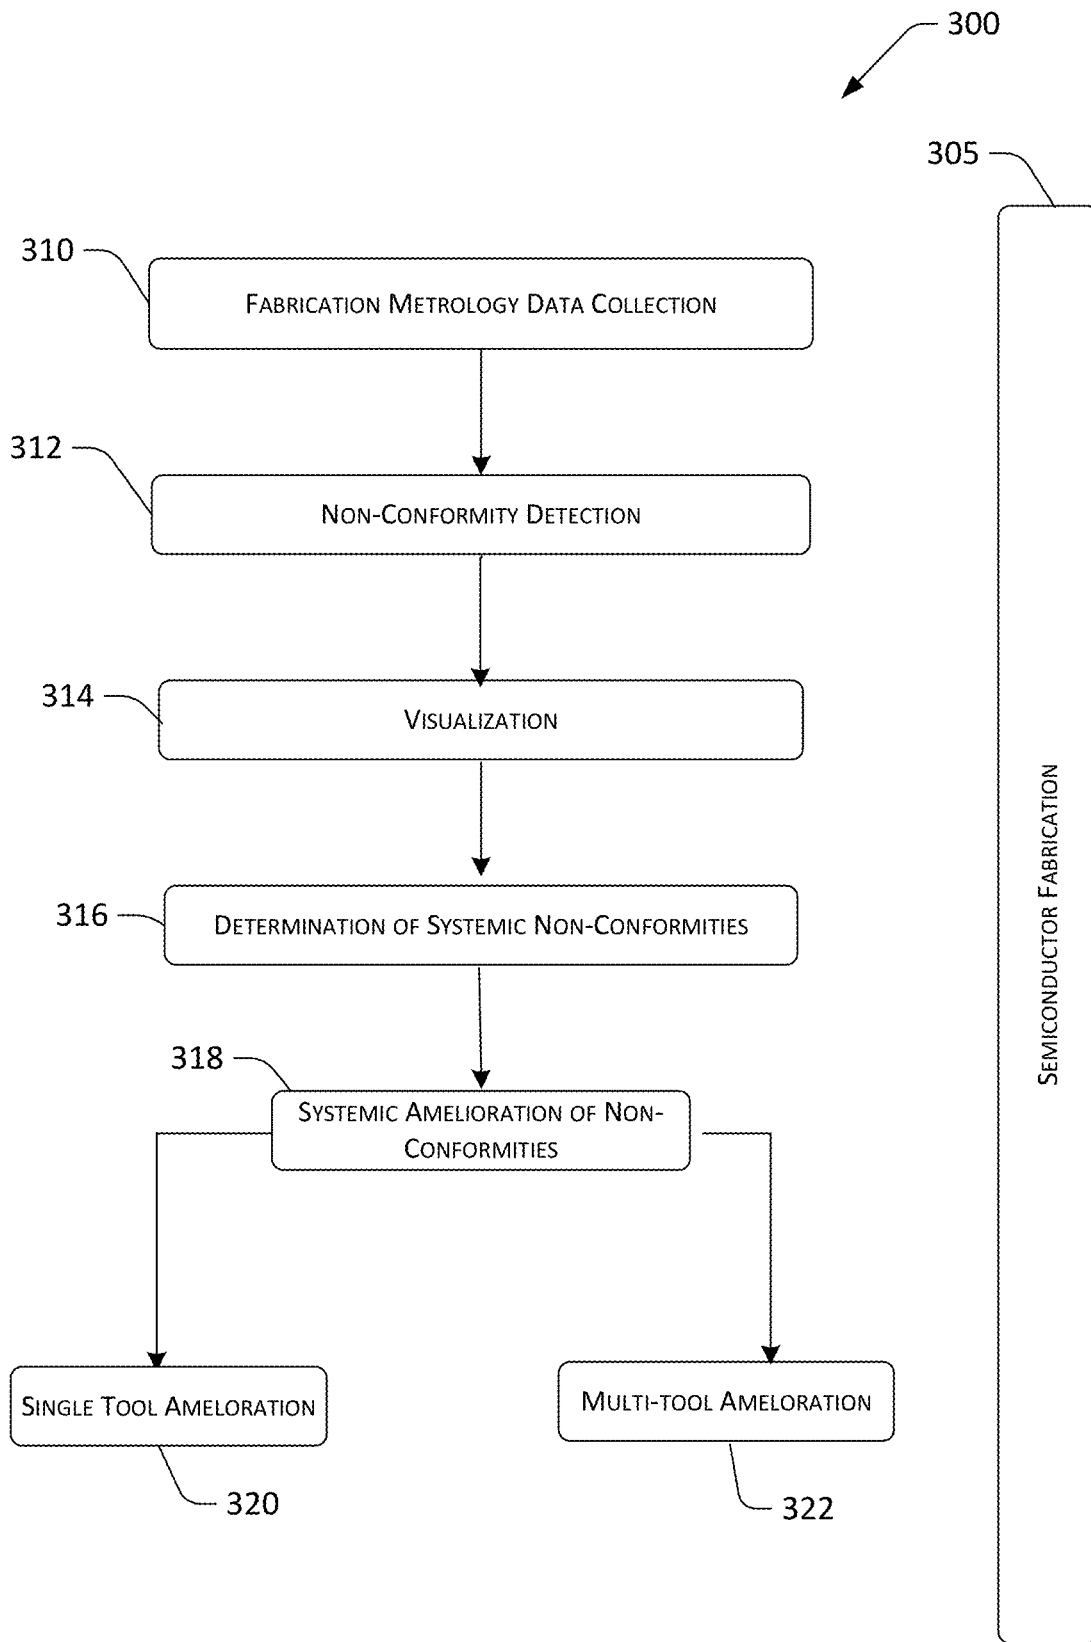 300
305
310
FABRICATION METROLOGY DATA COLLECTION
312
NON-CONFORMITY DETECTION
314
VISUALIZATION
316
DETERMINATION OF SYSTEMIC NON-CONFORMITIES
318
SYSTEMIC AMELIORATION OF NON-
CONFORMITIES
SINGLE TOOL AMELORATION
MULTI-TOOL AMELORATION
320
322
SEMICONDUCTOR FABRICATION